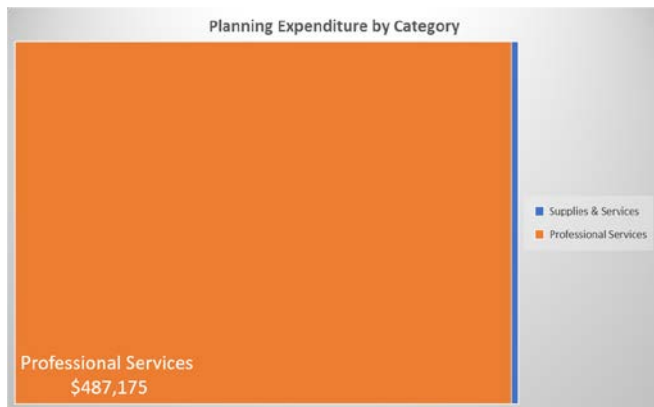 Planning Expenditure by Category
Supplies & Services
Professional Services
Professional Services
$487,175